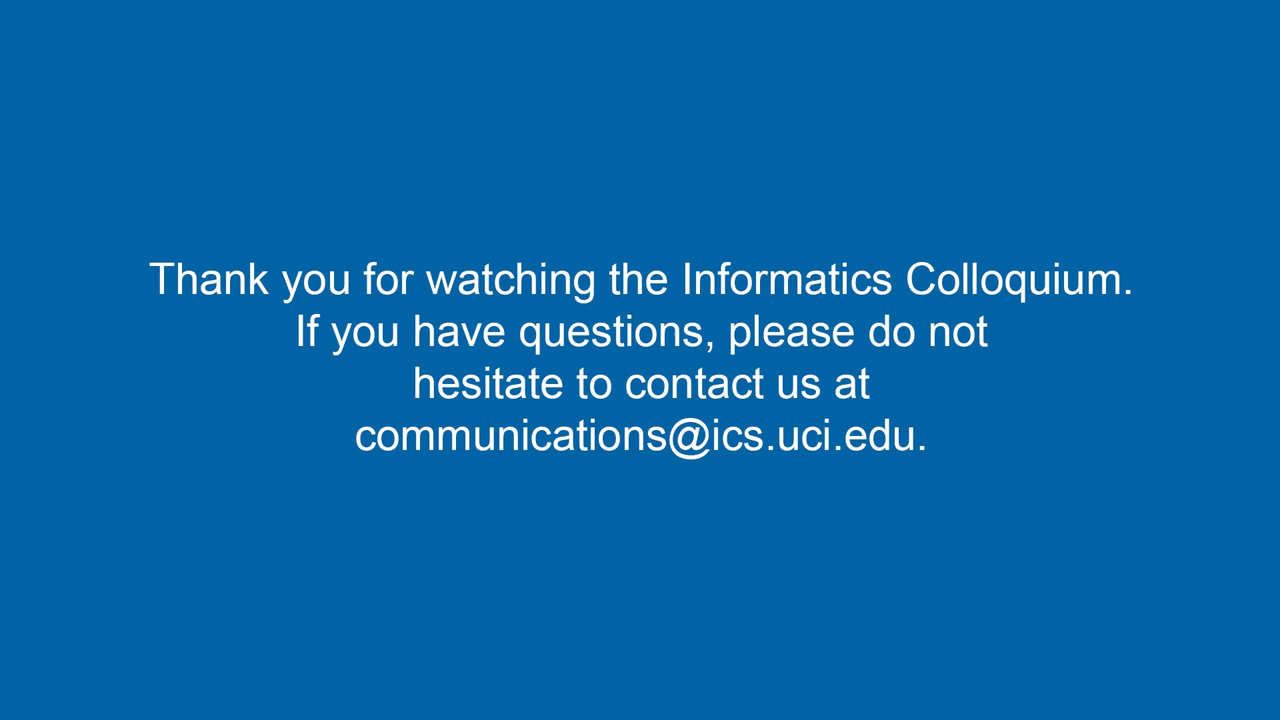 Thank you for watching the Informatics Colloquium.
If you have questions, please do not
hesitate to contact us at
communications@ics.uci.edu.